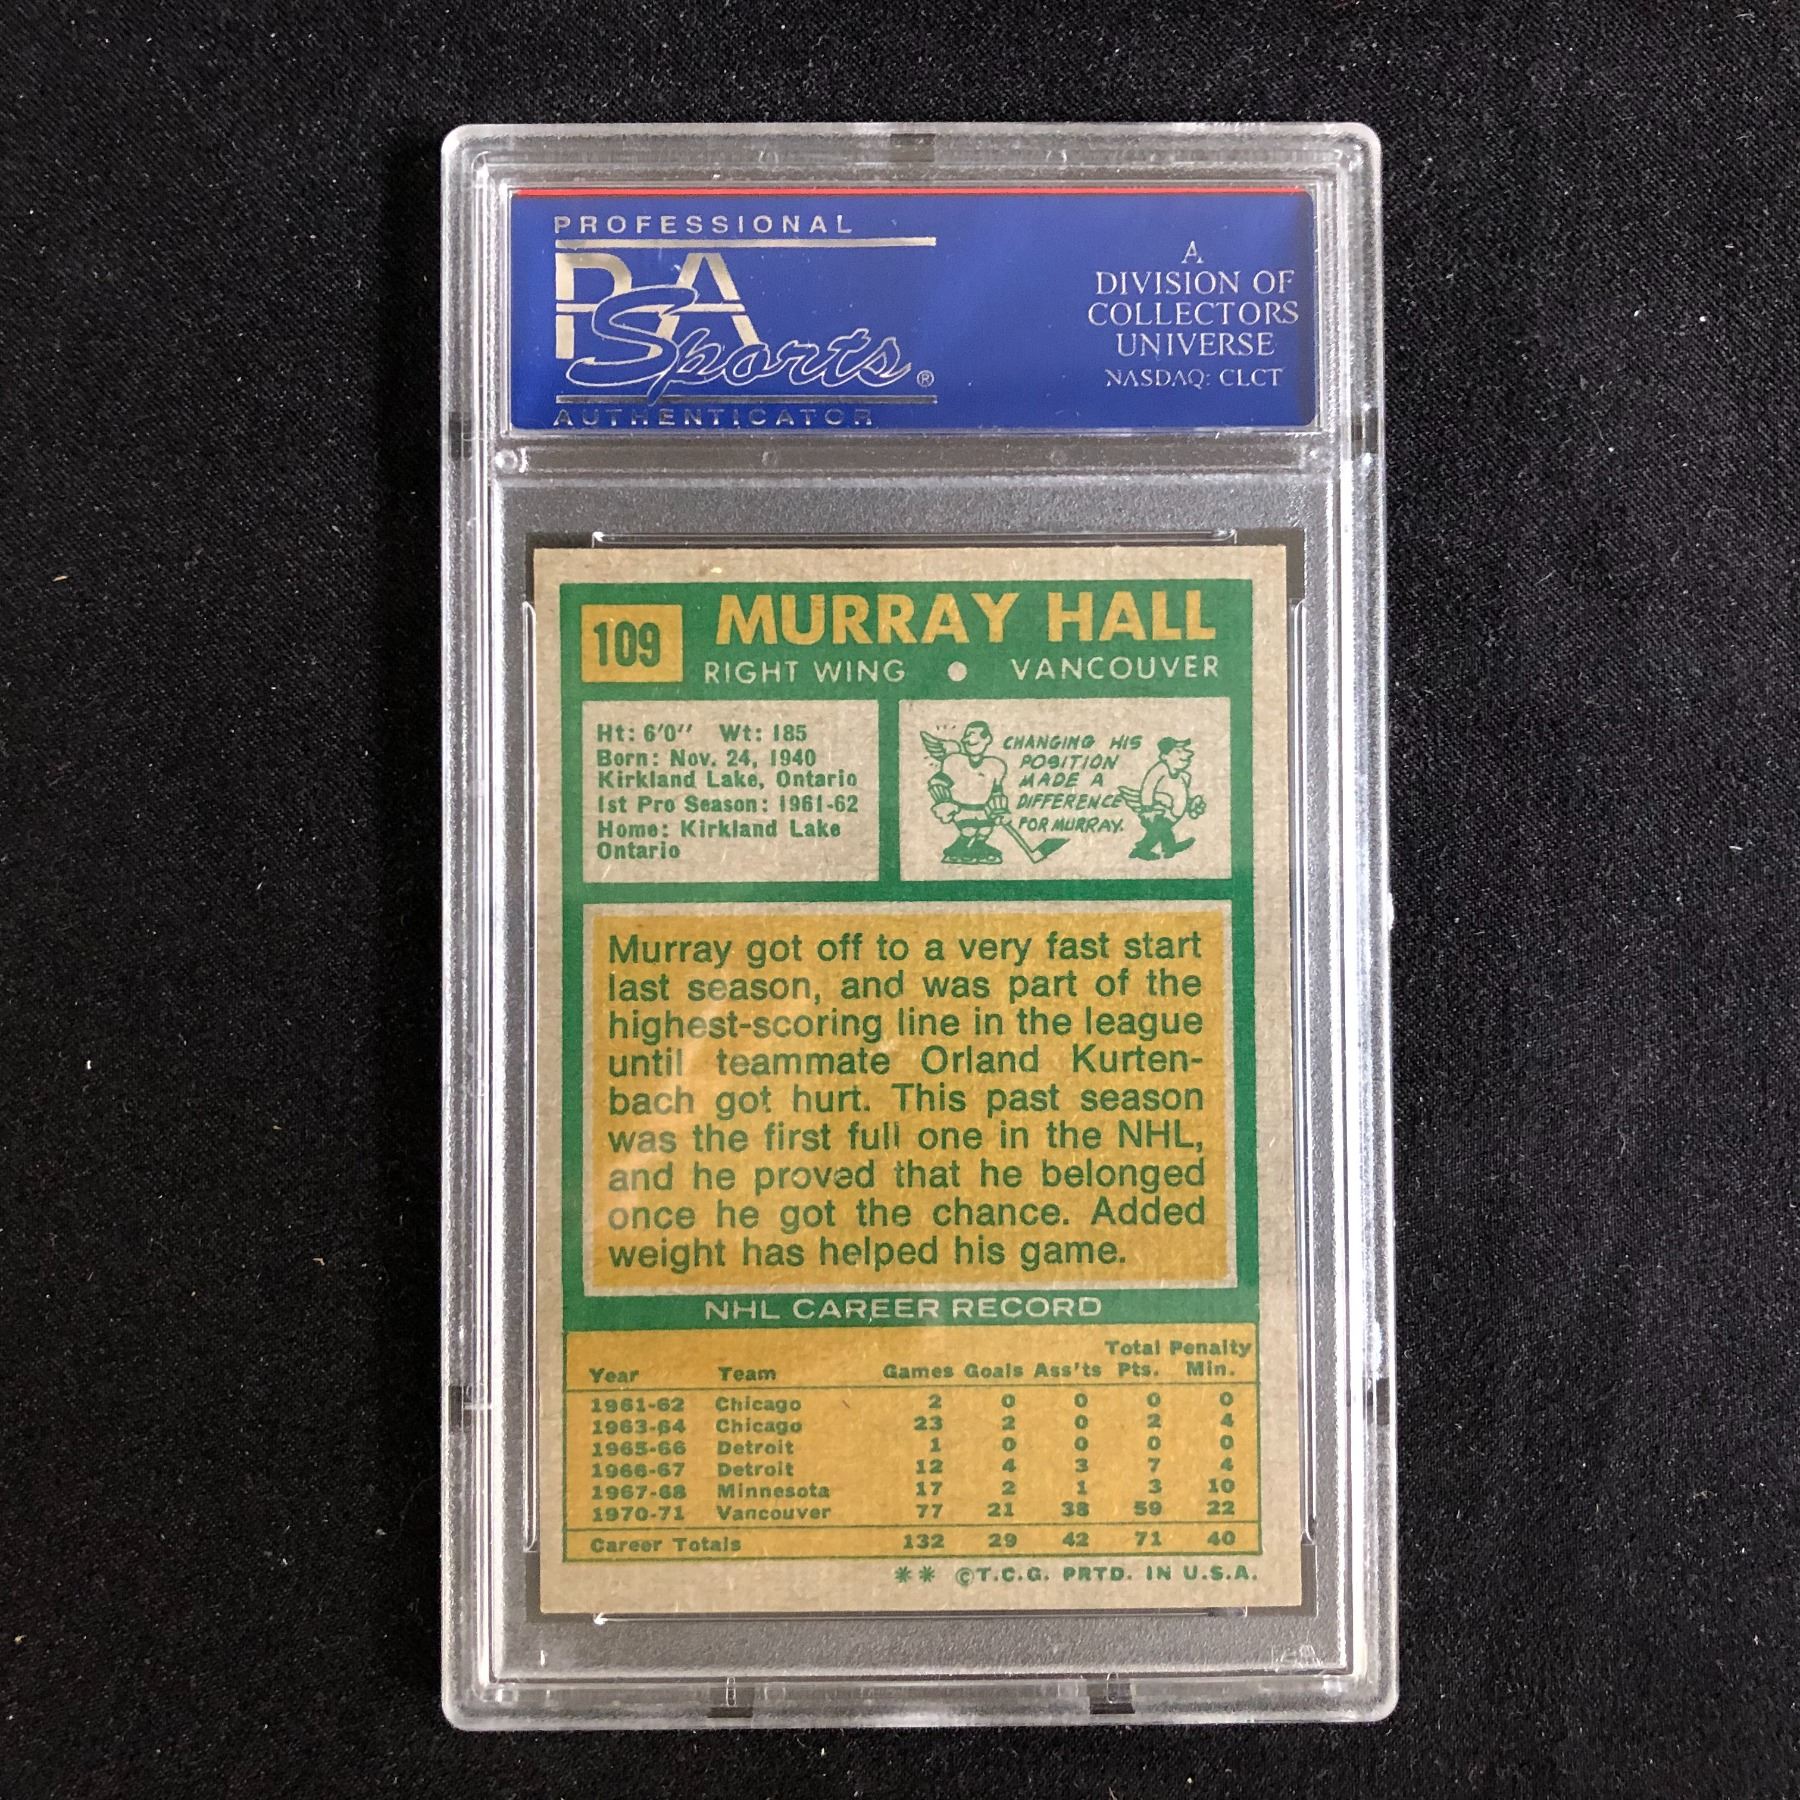 PROFESSIONAL
PSA
Sports®
AUTHENTICATOR
A
DIVISION OF
COLLECTORS
UNIVERSE
NASDAQ: CLCT
109
MURRAY HALL
RIGHT WING ● VANCOUVER
Ht: 6'0" Wt: 185
Born: Nov. 24, 1940
Kirkland Lake, Ontario
1st Pro Season: 1961-62
Home: Kirkland Lake
Ontario
CHANGING HIS
POSITION
MADE A
DIFFERENCE
FOR MURRAY.
Murray got off to a very fast start
last season, and was part of the
highest-scoring line in the league
until teammate Orland Kurten-
bach got hurt. This past season
was the first full one in the NHL,
and he proved that he belonged
once he got the chance. Added
weight has helped his game.
NHL CAREER RECORD
Total Penalty
Year Team Games Goals Ass'ts Pts. Min.
1961-62 Chicago 2 0 0 0 0
1963-64 Chicago 23 2 0 2 4
1965-66 Detroit 1 0 0 0 0
1966-67 Detroit 12 4 3 7 4
1967-68 Minnesota 17 2 1 3 10
1970-71 Vancouver 77 21 38 59 22
Career Totals 132 29 42 71 40
** ©T.C.G. PRTD. IN U.S.A.